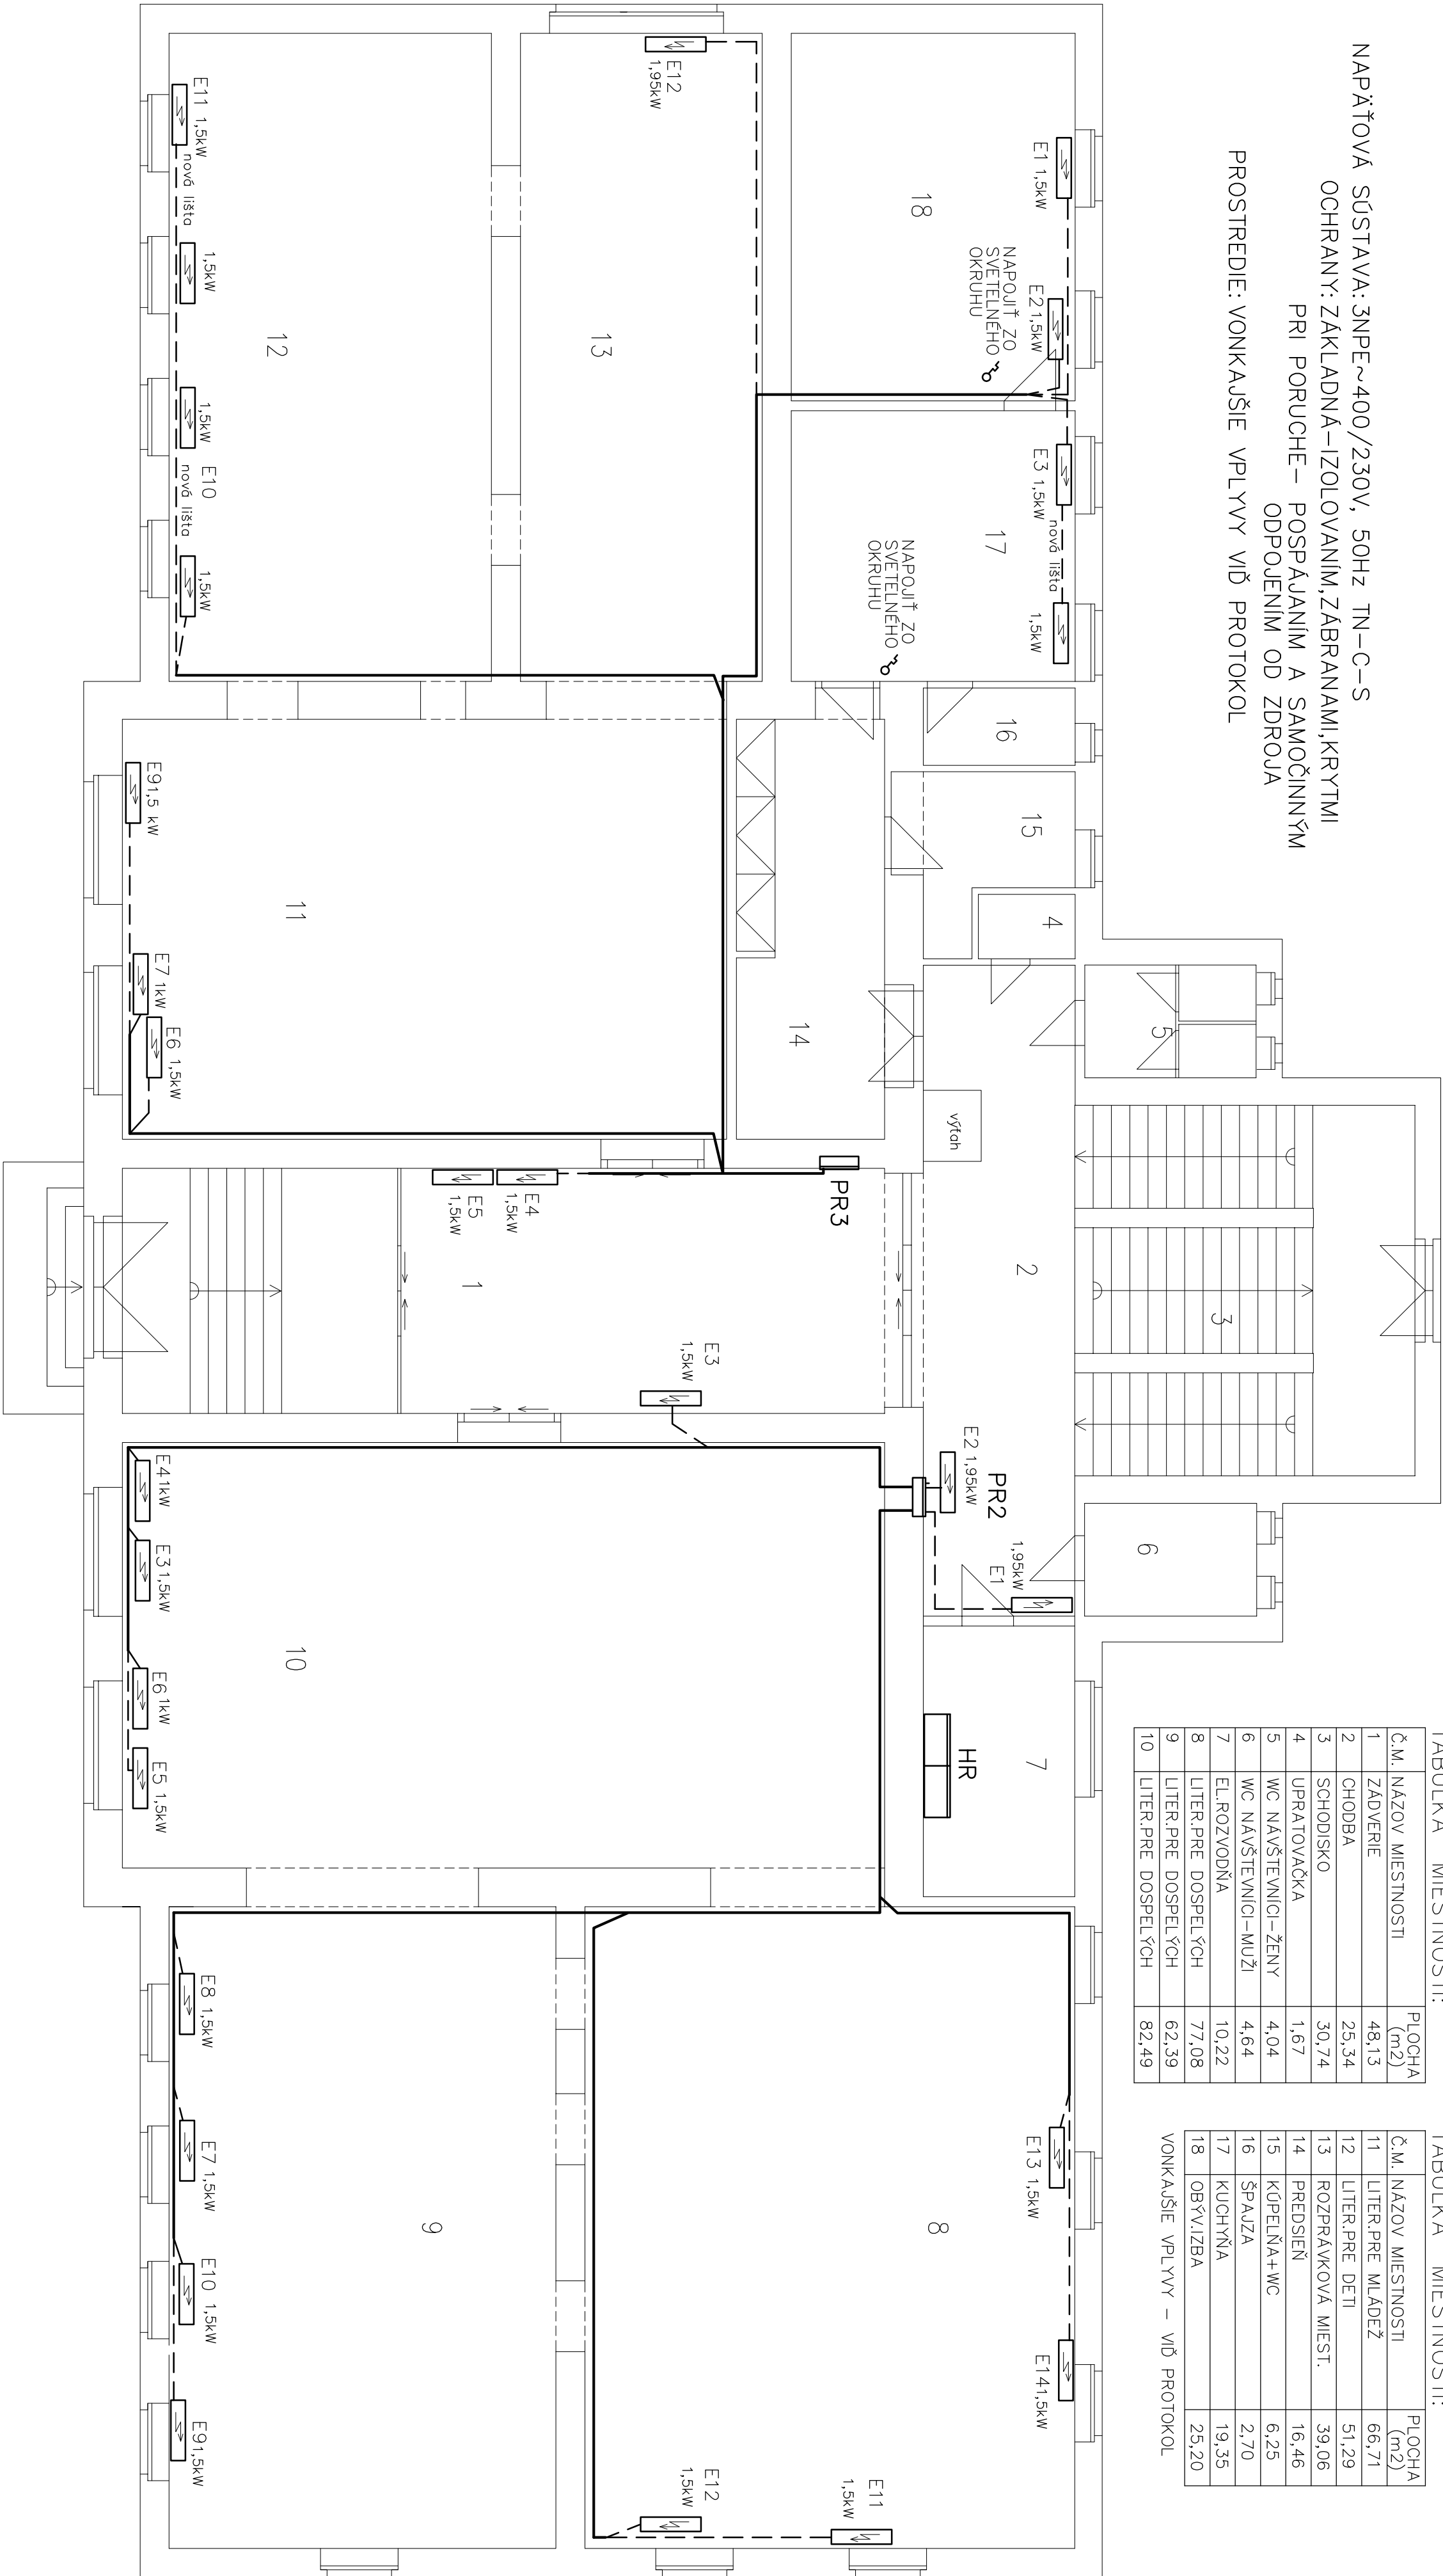 NAPÄŤOVÁ SÚSTAVA: 3NPE~400/230V, 50Hz TN-C-S
OCHRANY: ZÁKLADNÁ-IZOLOVANÍM,ZÁBRANAMI,KRYTMI
PRI PORUCHE- POSPÁJANÍM A SAMOČINNÝM
ODPOJENÍM OD ZDROJA
PROSTREDIE: VONKAJŠIE VPLYVY VIĎ PROTOKOL
TABUĽKA MIESTNOSTÍ:
Č.M. NÁZOV MIESTNOSTI PLOCHA (m2)
1 ZÁDVERIE 48,13
2 CHODBA 25,34
3 SCHODISKO 30,74
4 UPRATOVAČKA 1,67
5 WC NÁVŠTEVNÍCI-ŽENY 4,04
6 WC NÁVŠTEVNÍCI-MUŽI 4,64
7 EL.ROZVODŇA 10,22
8 LITER.PRE DOSPELÝCH 77,08
9 LITER.PRE DOSPELÝCH 62,39
10 LITER.PRE DOSPELÝCH 82,49
TABUĽKA MIESTNOSTÍ:
Č.M. NÁZOV MIESTNOSTI PLOCHA (m2)
11 LITER.PRE MLÁDEŽ 66,71
12 LITER.PRE DETI 51,29
13 ROZPRÁVKOVÁ MIEST. 39,06
14 PREDSIEŇ 16,46
15 KÚPEĽŇA+WC 6,25
16 ŠPAJZA 2,70
17 KUCHYŇA 19,35
18 OBÝV.IZBA 25,20
VONKAJŠIE VPLYVY - VIĎ PROTOKOL
E1 1,5kW
E2 1,5kW
18
NAPOJIŤ ZO
SVETELNÉHO
OKRUHU
E3 1,5kW
nová lišta
1,5kW
17
NAPOJIŤ ZO
SVETELNÉHO
OKRUHU
16
15
4
5
14
výťah
3
2
6
E2 1,95kW
PR2
1,95kW
E1
7
HR
E12
1,95kW
13
12
E11 1,5kW
nová lišta
1,5kW
1,5kW
E10
nová lišta
1,5kW
11
E9 1,5 kW
E7 1kW
E6 1,5kW
PR3
E4
1,5kW
E5
1,5kW
1
E3
1,5kW
10
E4 1kW
E3 1,5kW
E6 1kW
E5 1,5kW
8
E13 1,5kW
E14 1,5kW
E11
1,5kW
E12
1,5kW
9
E8 1,5kW
E7 1,5kW
E10 1,5kW
E9 1,5kW